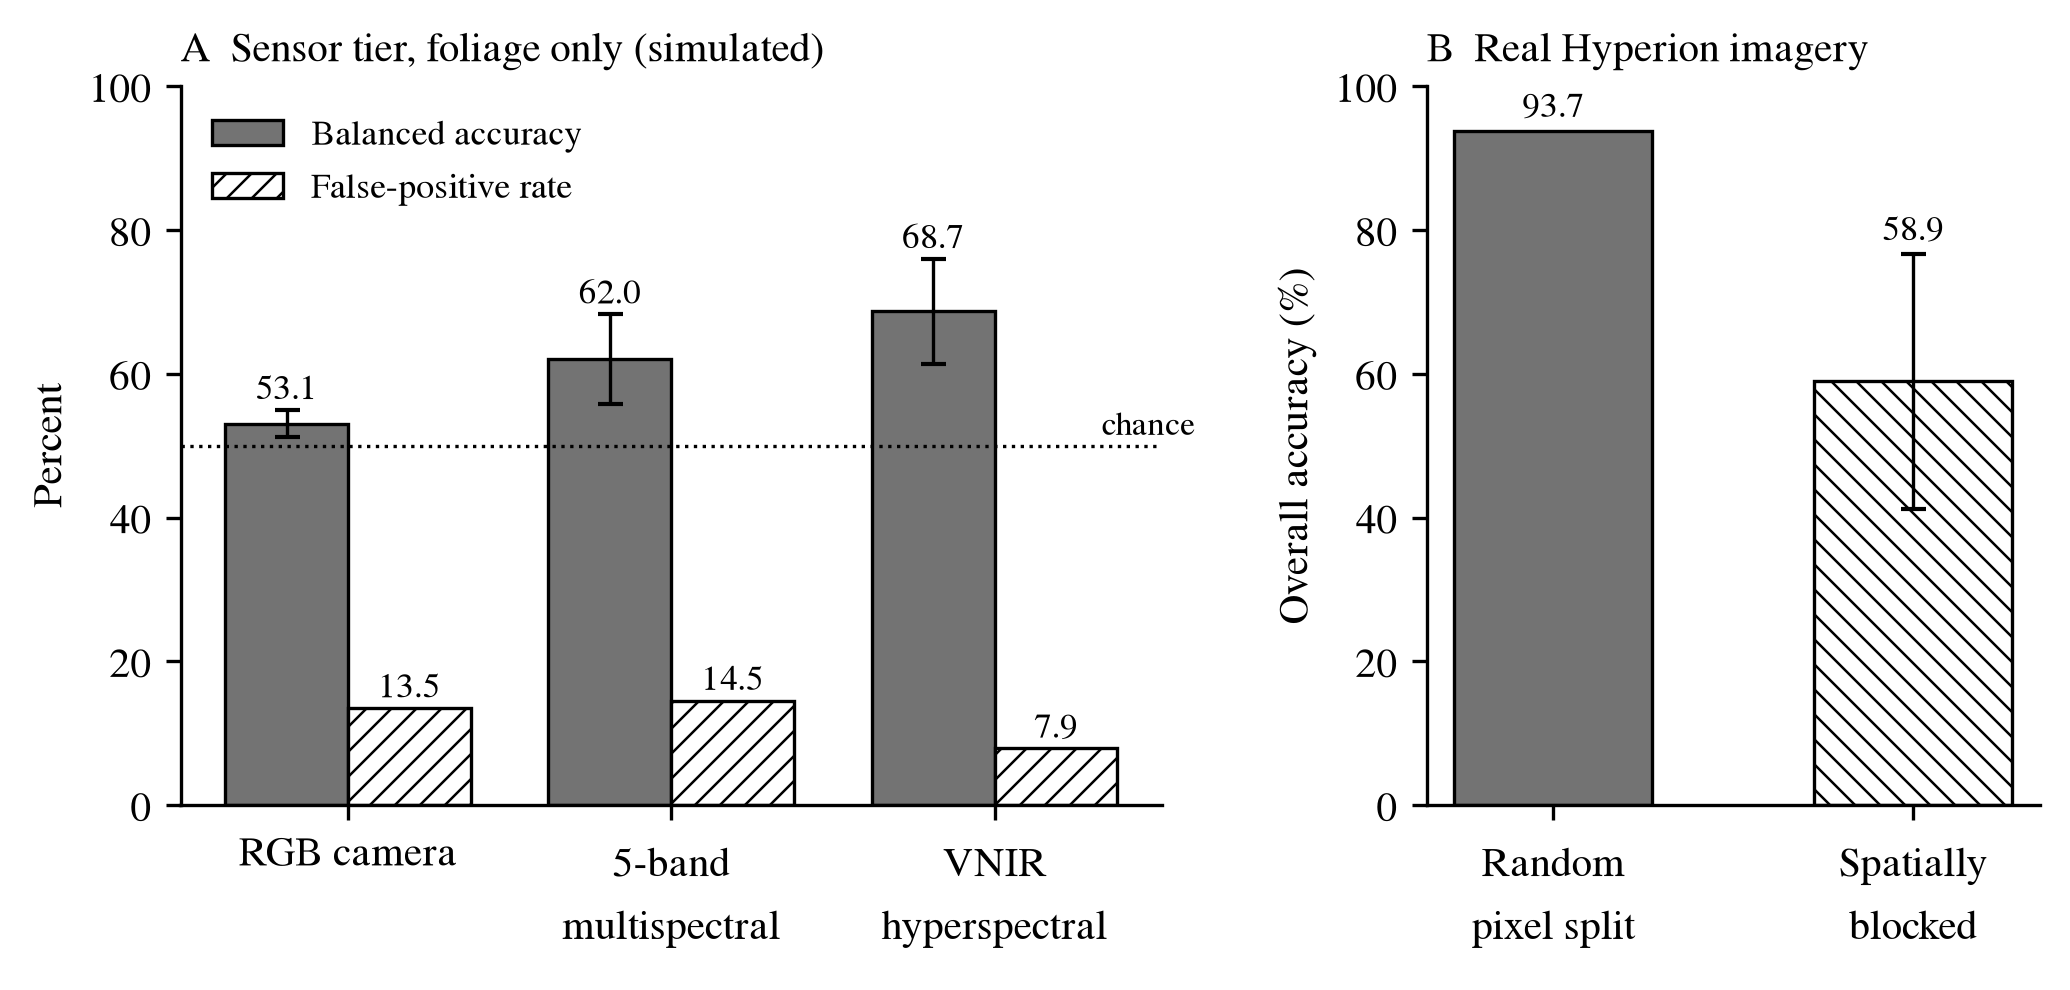 A Sensor tier, foliage only (simulated)
100
80
60
40
20
0
Percent
Balanced accuracy
False-positive rate
53.1
13.5
62.0
14.5
68.7
7.9
chance
RGB camera
5-band
multispectral
VNIR
hyperspectral
B Real Hyperion imagery
100
80
60
40
20
0
Overall accuracy (%)
93.7
58.9
Random
pixel split
Spatially
blocked